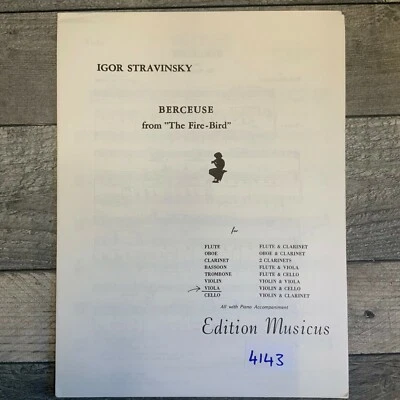 IGOR STRAVINSKY
BERCEUSE
from "The Fire-Bird"
for
FLUTE FLUTE & CLARINET
OBOE OBOE & CLARINET
CLARINET 2 CLARINETS
BASSOON FLUTE & VIOLA
TROMBONE FLUTE & CELLO
VIOLIN VIOLIN & VIOLA
VIOLA VIOLIN & CELLO
CELLO VIOLIN & CLARINET
All with Piano Accompaniment
Edition Musicus
4143